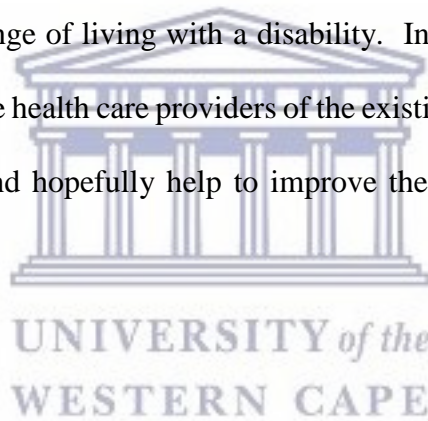 nge of living with a disability. In
e health care providers of the existi
nd hopefully help to improve the
UNIVERSITY of the
WESTERN CAPE